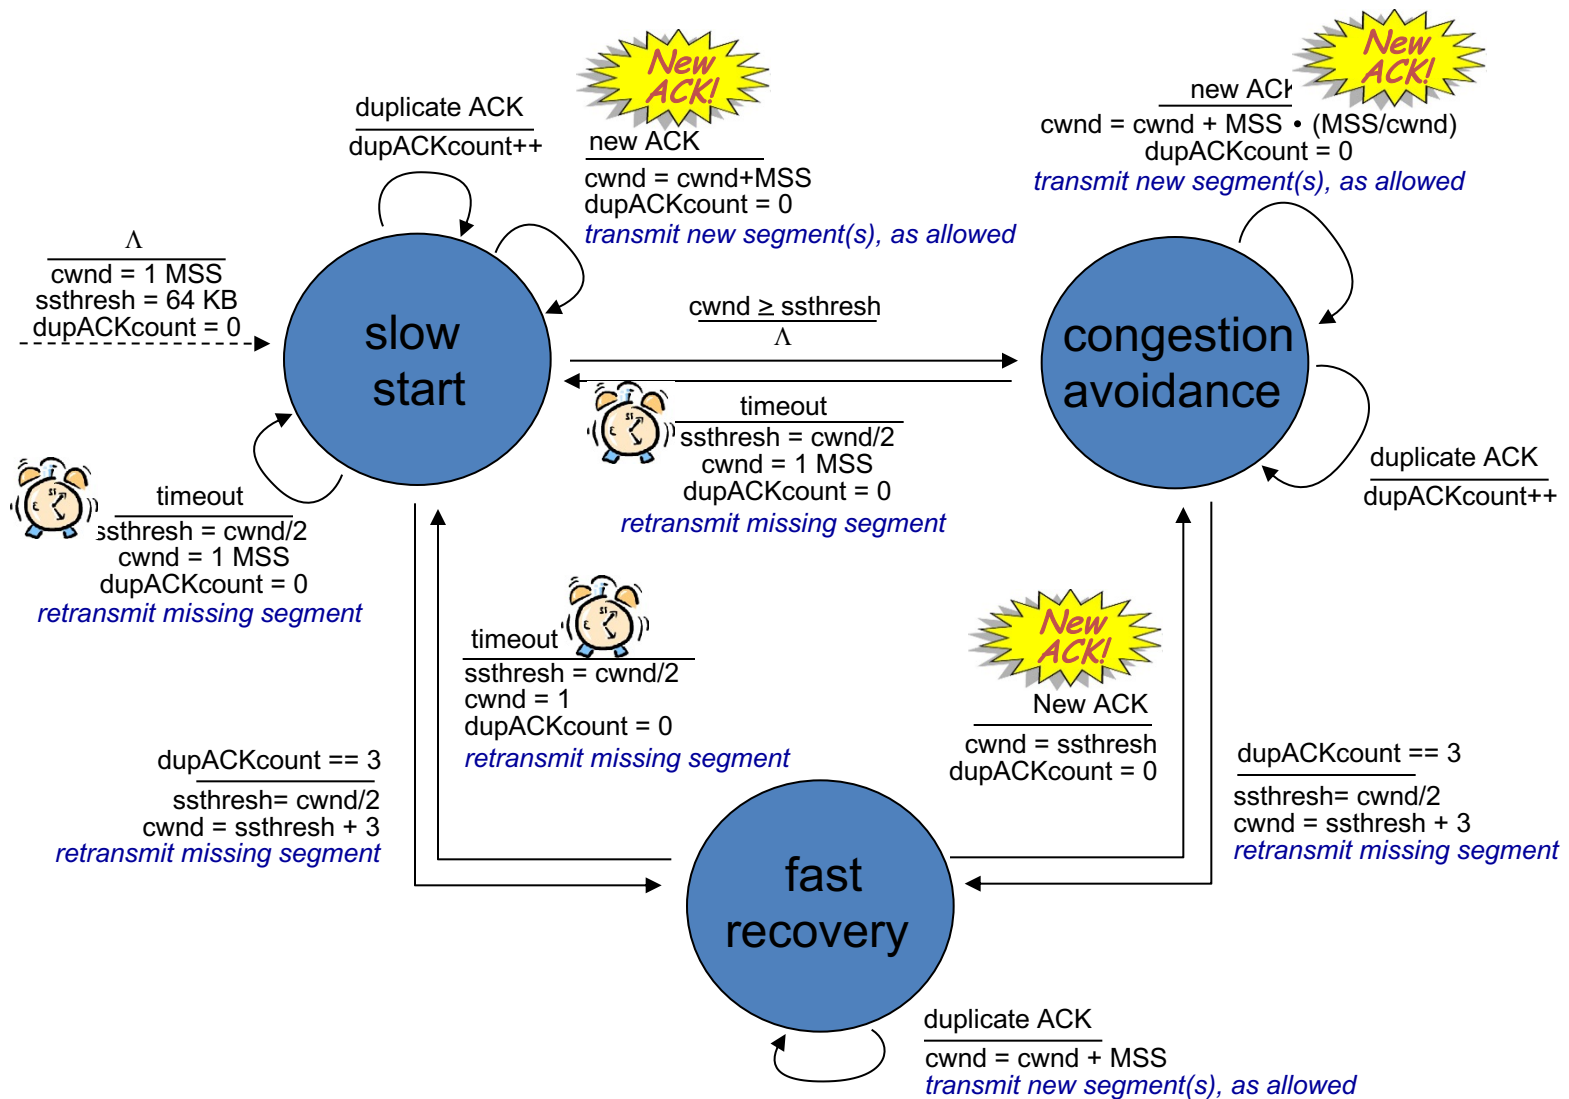 New
ACK!
duplicate ACK
dupACKcount++
new ACK
cwnd = cwnd+MSS
dupACKcount = 0
transmit new segment(s), as allowed
New
ACK!
new ACK
cwnd = cwnd + MSS • (MSS/cwnd)
dupACKcount = 0
transmit new segment(s), as allowed
Λ
cwnd = 1 MSS
ssthresh = 64 KB
dupACKcount = 0
slow
start
cwnd ≥ ssthresh
Λ
congestion
avoidance
timeout
ssthresh = cwnd/2
cwnd = 1 MSS
dupACKcount = 0
retransmit missing segment
duplicate ACK
dupACKcount++
timeout
ssthresh = cwnd/2
cwnd = 1 MSS
dupACKcount = 0
retransmit missing segment
timeout
ssthresh = cwnd/2
cwnd = 1
dupACKcount = 0
retransmit missing segment
New
ACK!
New ACK
cwnd = ssthresh
dupACKcount = 0
dupACKcount == 3
ssthresh= cwnd/2
cwnd = ssthresh + 3
retransmit missing segment
dupACKcount == 3
ssthresh= cwnd/2
cwnd = ssthresh + 3
retransmit missing segment
fast
recovery
duplicate ACK
cwnd = cwnd + MSS
transmit new segment(s), as allowed